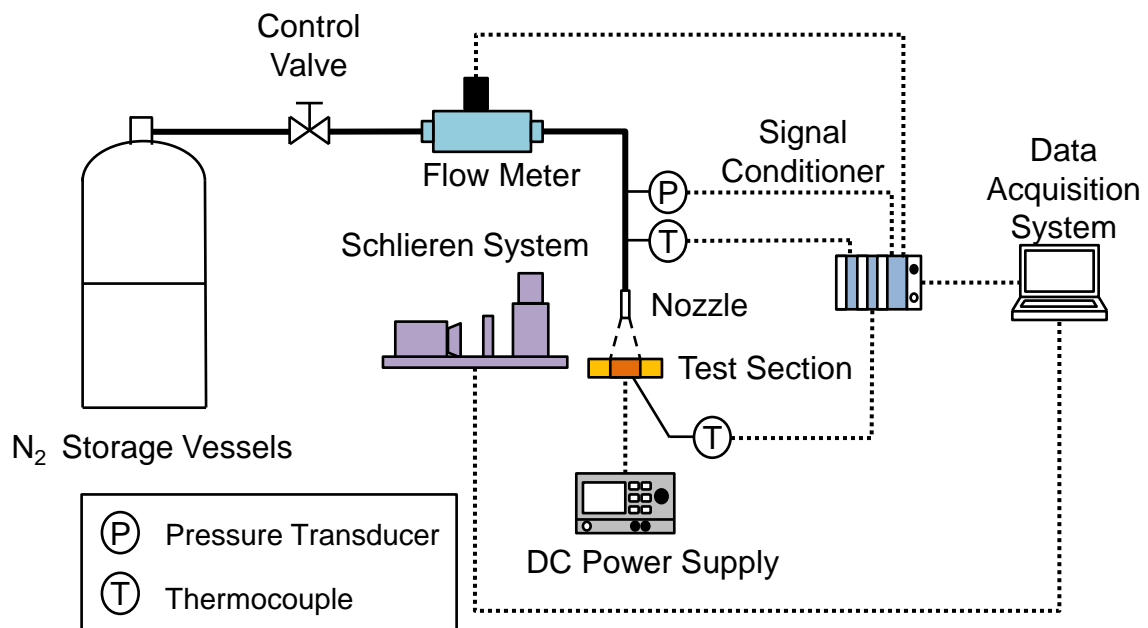 Control
Valve
Flow Meter
Signal
Conditioner
Data
Acquisition
System
P
T
Schlieren System
Nozzle
Test Section
T
N₂ Storage Vessels
DC Power Supply
P Pressure Transducer
T Thermocouple